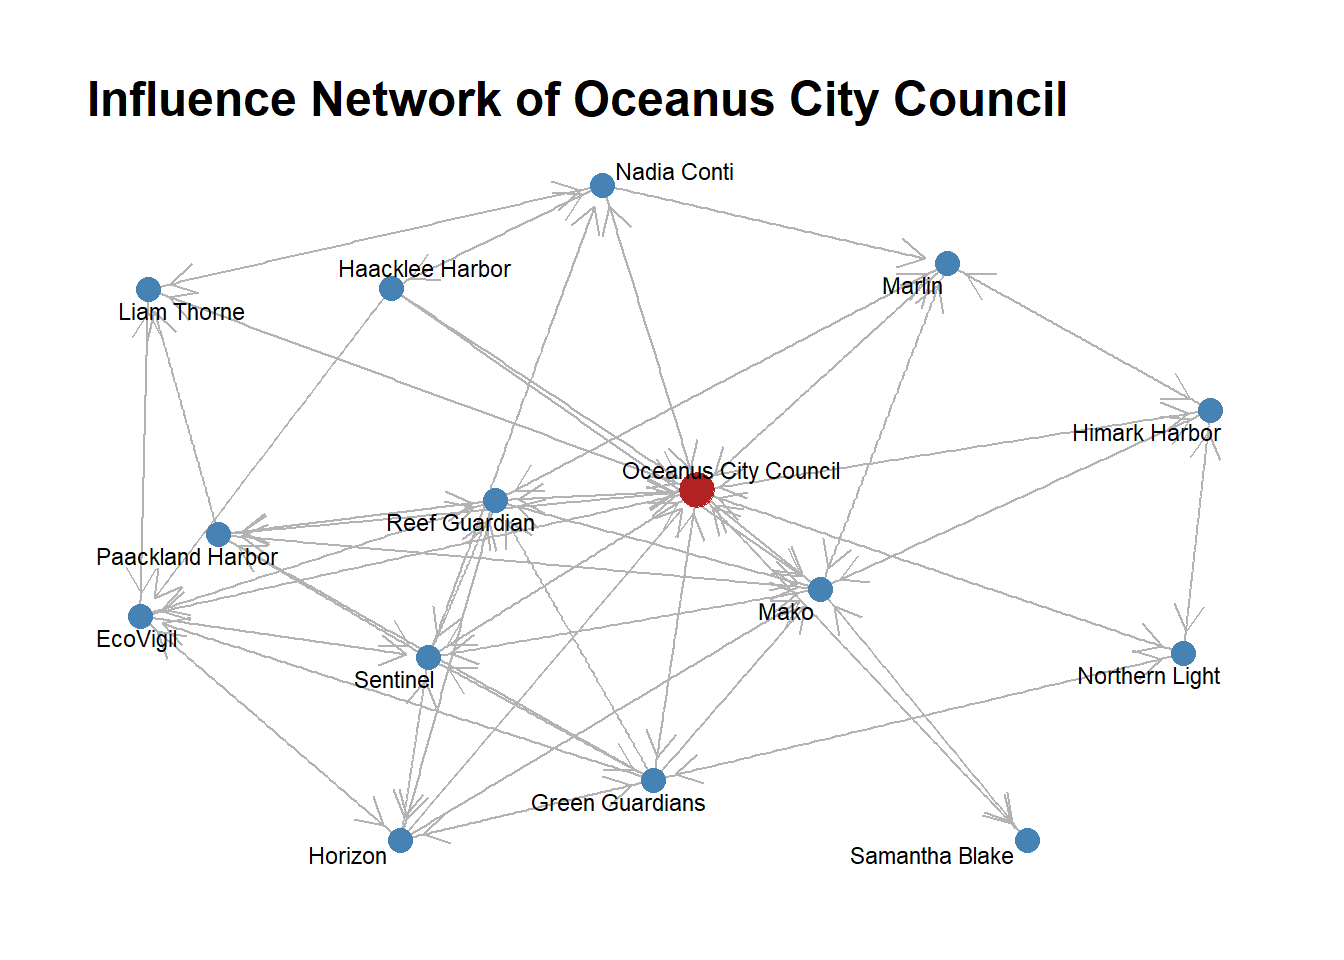 Influence Network of Oceanus City Council
Nadia Conti
Haacklee Harbor
Marlin
Liam Thorne
Himark Harbor
Oceanus City Council
Reef Guardian
Paackland Harbor
Mako
EcoVigil
Sentinel
Northern Light
Green Guardians
Horizon
Samantha Blake